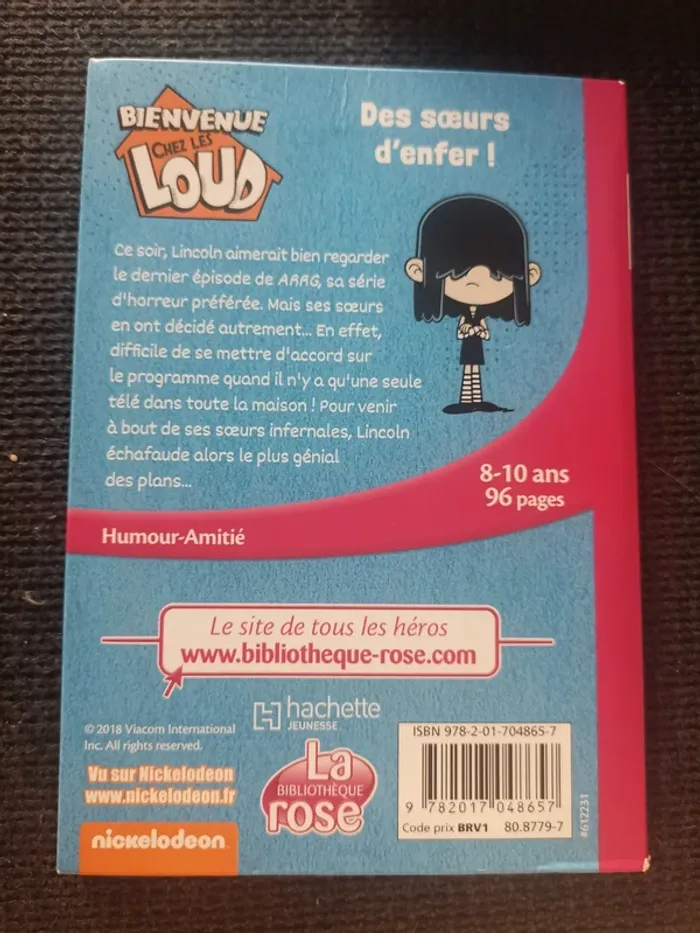 BIENVENUE
CHEZ LES
LOUD
Des sœurs
d'enfer !
Ce soir, Lincoln aimerait bien regarder
le dernier épisode de ARRG, sa série
d'horreur préférée. Mais ses sœurs
en ont décidé autrement... En effet,
difficile de se mettre d'accord sur
le programme quand il n'y a qu'une seule
télé dans toute la maison ! Pour venir
à bout de ses sœurs infernales, Lincoln
échafaude alors le plus génial
des plans...
8-10 ans
96 pages
Humour-Amitié
Le site de tous les héros
www.bibliotheque-rose.com
hachette
JEUNESSE
© 2018 Viacom International
Inc. All rights reserved.
Vu sur Nickelodeon
www.nickelodeon.fr
nickelodeon
La
BIBLIOTHÈQUE
rose
ISBN 978-2-01-704865-7
9 782017 048657
Code prix BRV1 80.8779-7
#612231